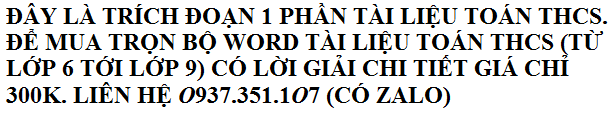 ĐÂY LÀ TRÍCH ĐOẠN 1 PHẦN TÀI LIỆU TOÁN THCS.
ĐỂ MUA TRỌN BỘ WORD TÀI LIỆU TOÁN THCS (TỪ
LỚP 6 TỚI LỚP 9) CÓ LỜI GIẢI CHI TIẾT GIÁ CHỈ
300K. LIÊN HỆ O937.351.1O7 (CÓ ZALO)